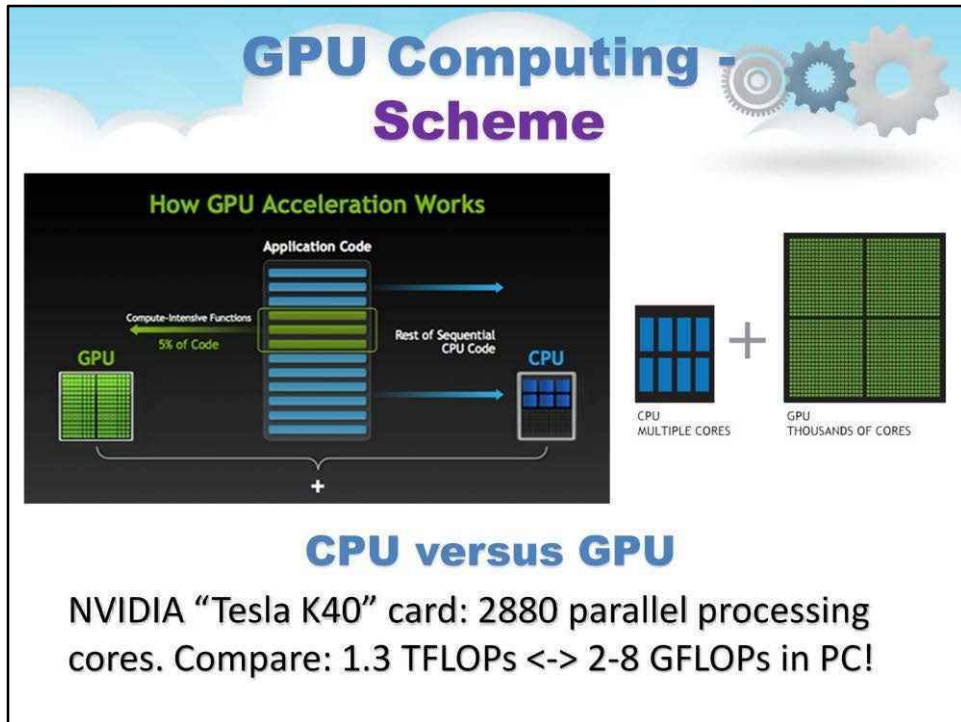 GPU Computing -
Scheme
How GPU Acceleration Works
Application Code
Compute-Intensive Functions
5% of Code
GPU
Rest of Sequential
CPU Code
CPU
+
+
CPU
MULTIPLE CORES
GPU
THOUSANDS OF CORES
CPU versus GPU
NVIDIA “Tesla K40” card: 2880 parallel processing
cores. Compare: 1.3 TFLOPs <-> 2-8 GFLOPs in PC!